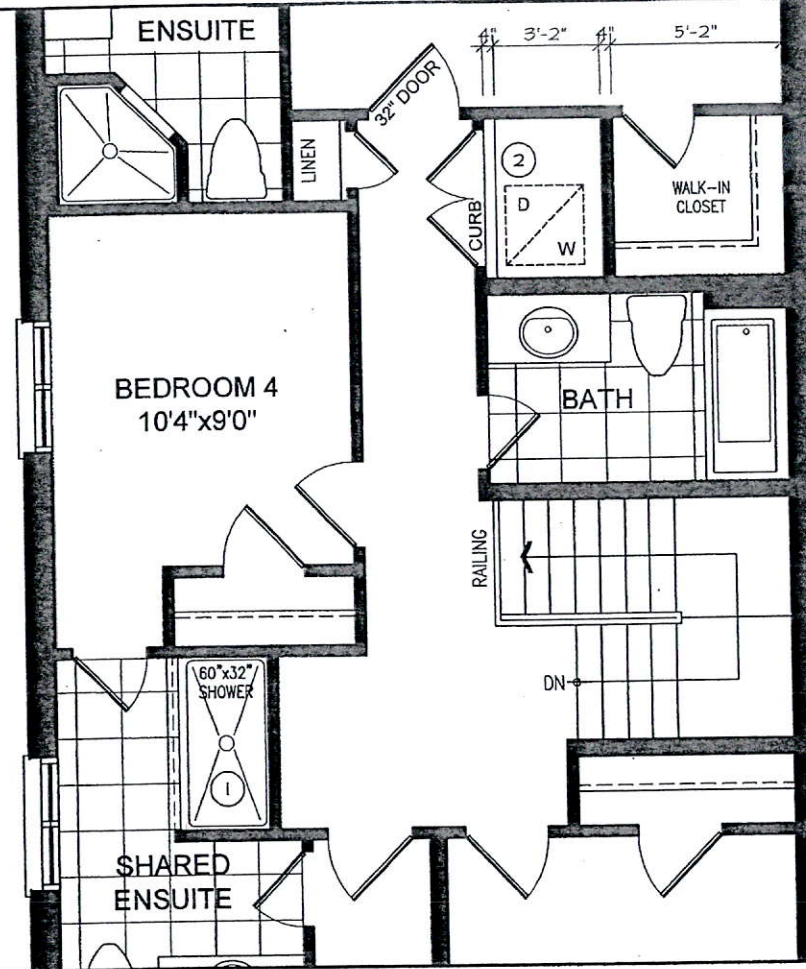 ENSUITE
4"
3'-2"
4"
5'-2"
32" DOOR
LINEN
2
D
W
CURB
WALK-IN
CLOSET
BEDROOM 4
10'4"x9'0"
BATH
RAILING
DN
60"x32"
SHOWER
1
SHARED
ENSUITE